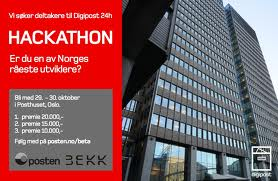 Vi søker deltakere til Digipost 24h
HACKATHON
Er du en av Norges
råeste utviklere?
Bli med 29. - 30. oktober
i Posthuset, Oslo.
1. premie 20.000,-
2. premie 15.000,-
3. premie 10.000,-
Følg med på posten.no/beta
posten BEKK
digipost